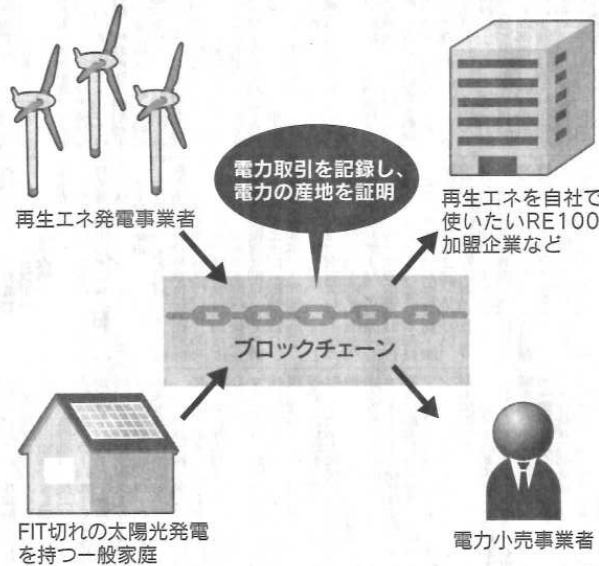 電力取引を記録し、
電力の産地を証明
再生エネ発電事業者
再生エネを自社で
使いたいRE100
加盟企業など
ブロックチェーン
FIT切れの太陽光発電
を持つ一般家庭
電力小売事業者